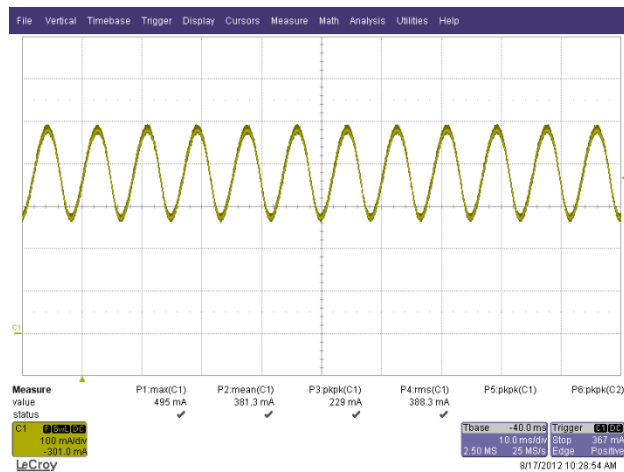 File Vertical Timebase Trigger Display Cursors Measure Math Analysis Utilities Help
C1
Measure P1:max(C1) P2:mean(C1) P3:pkpk(C1) P4:rms(C1) P5:pkpk(C1) P6:pkpk(C2)
value 495 mA 381.3 mA 229 mA 388.3 mA
status
C1 F BwL DC
100 mA/div
-301.0 mA
Tbase -40.0 ms
10.0 ms/div
2.50 MS 25 MS/s
Trigger C1 DC
Stop 367 mA
Edge Positive
LeCroy
8/17/2012 10:28:54 AM